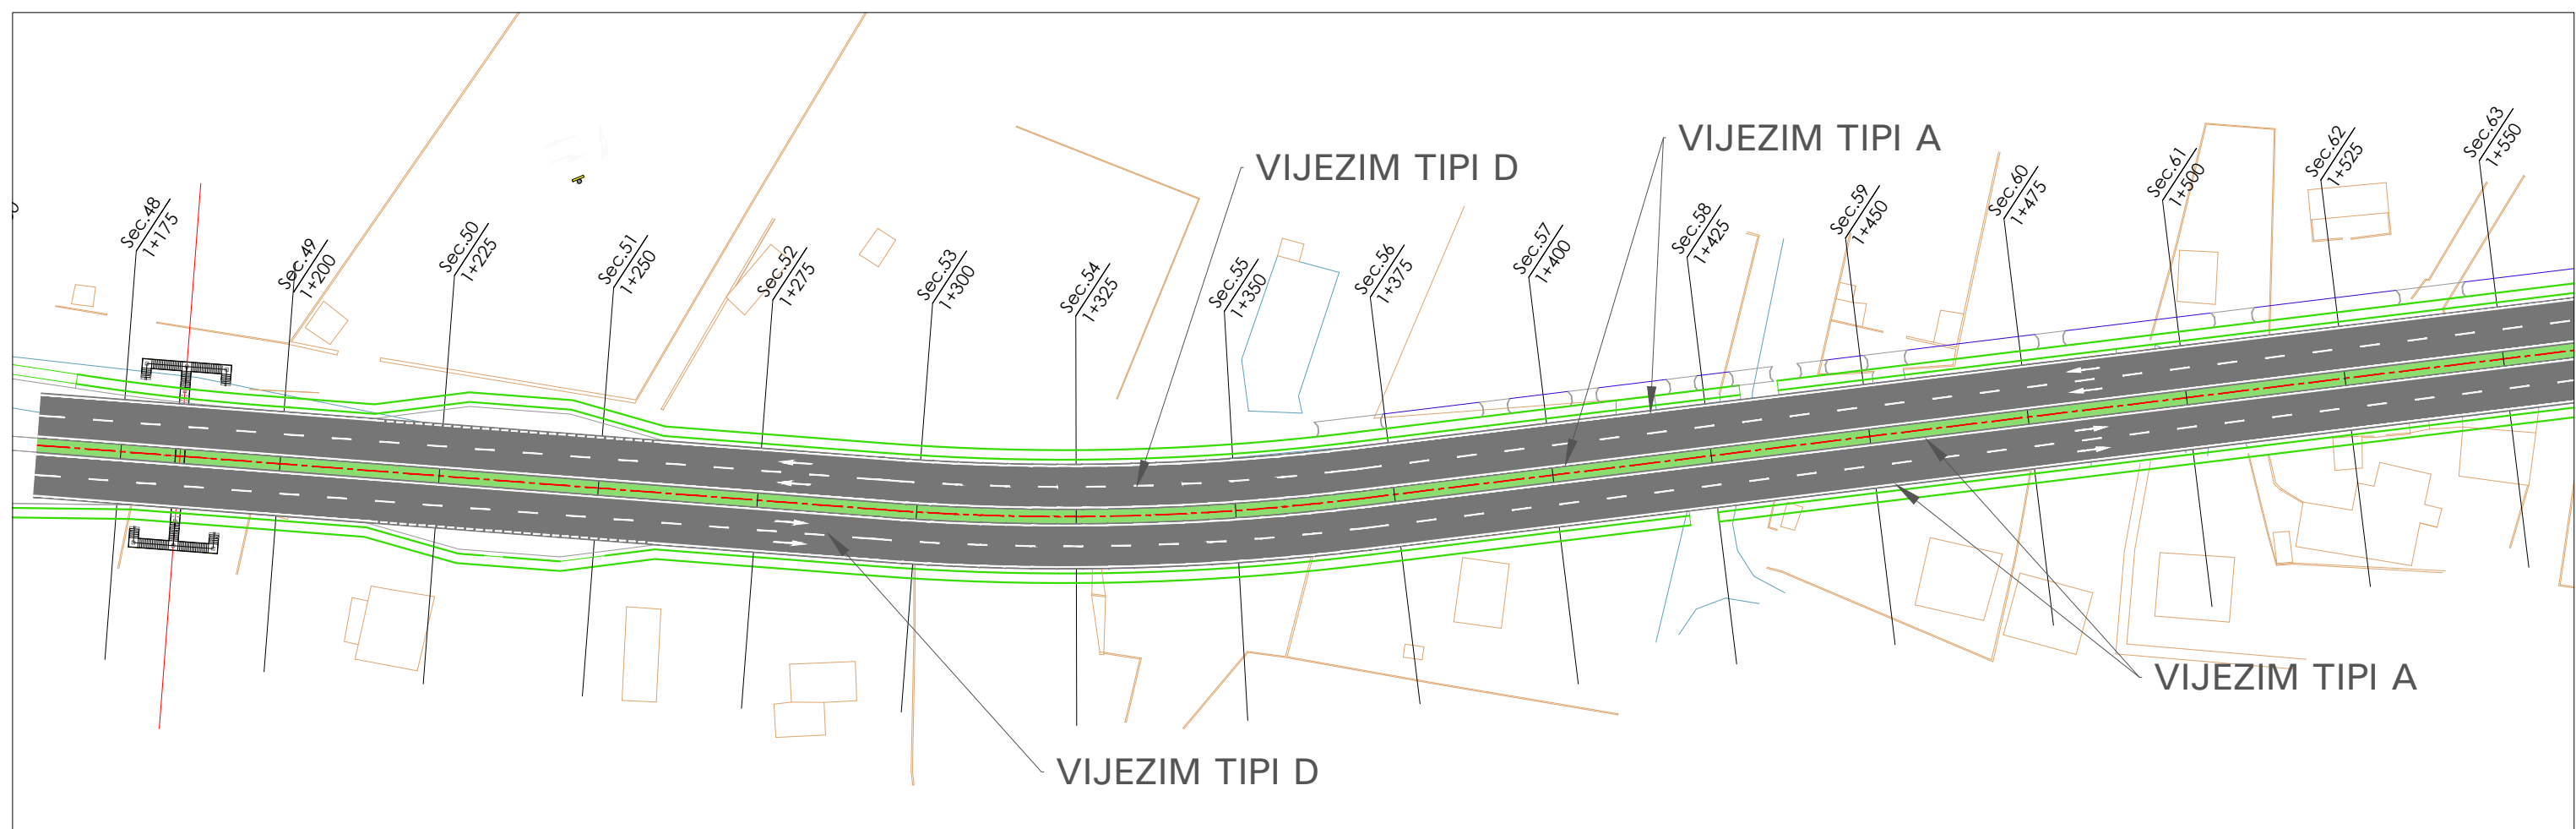 VIJEZIM TIPI D
VIJEZIM TIPI A
Sec.48
1+175
Sec.49
1+200
Sec.50
1+225
Sec.51
1+250
Sec.52
1+275
Sec.53
1+300
Sec.54
1+325
Sec.55
1+350
Sec.56
1+375
Sec.57
1+400
Sec.58
1+425
Sec.59
1+450
Sec.60
1+475
Sec.61
1+500
Sec.62
1+525
Sec.63
1+550
VIJEZIM TIPI A
VIJEZIM TIPI D